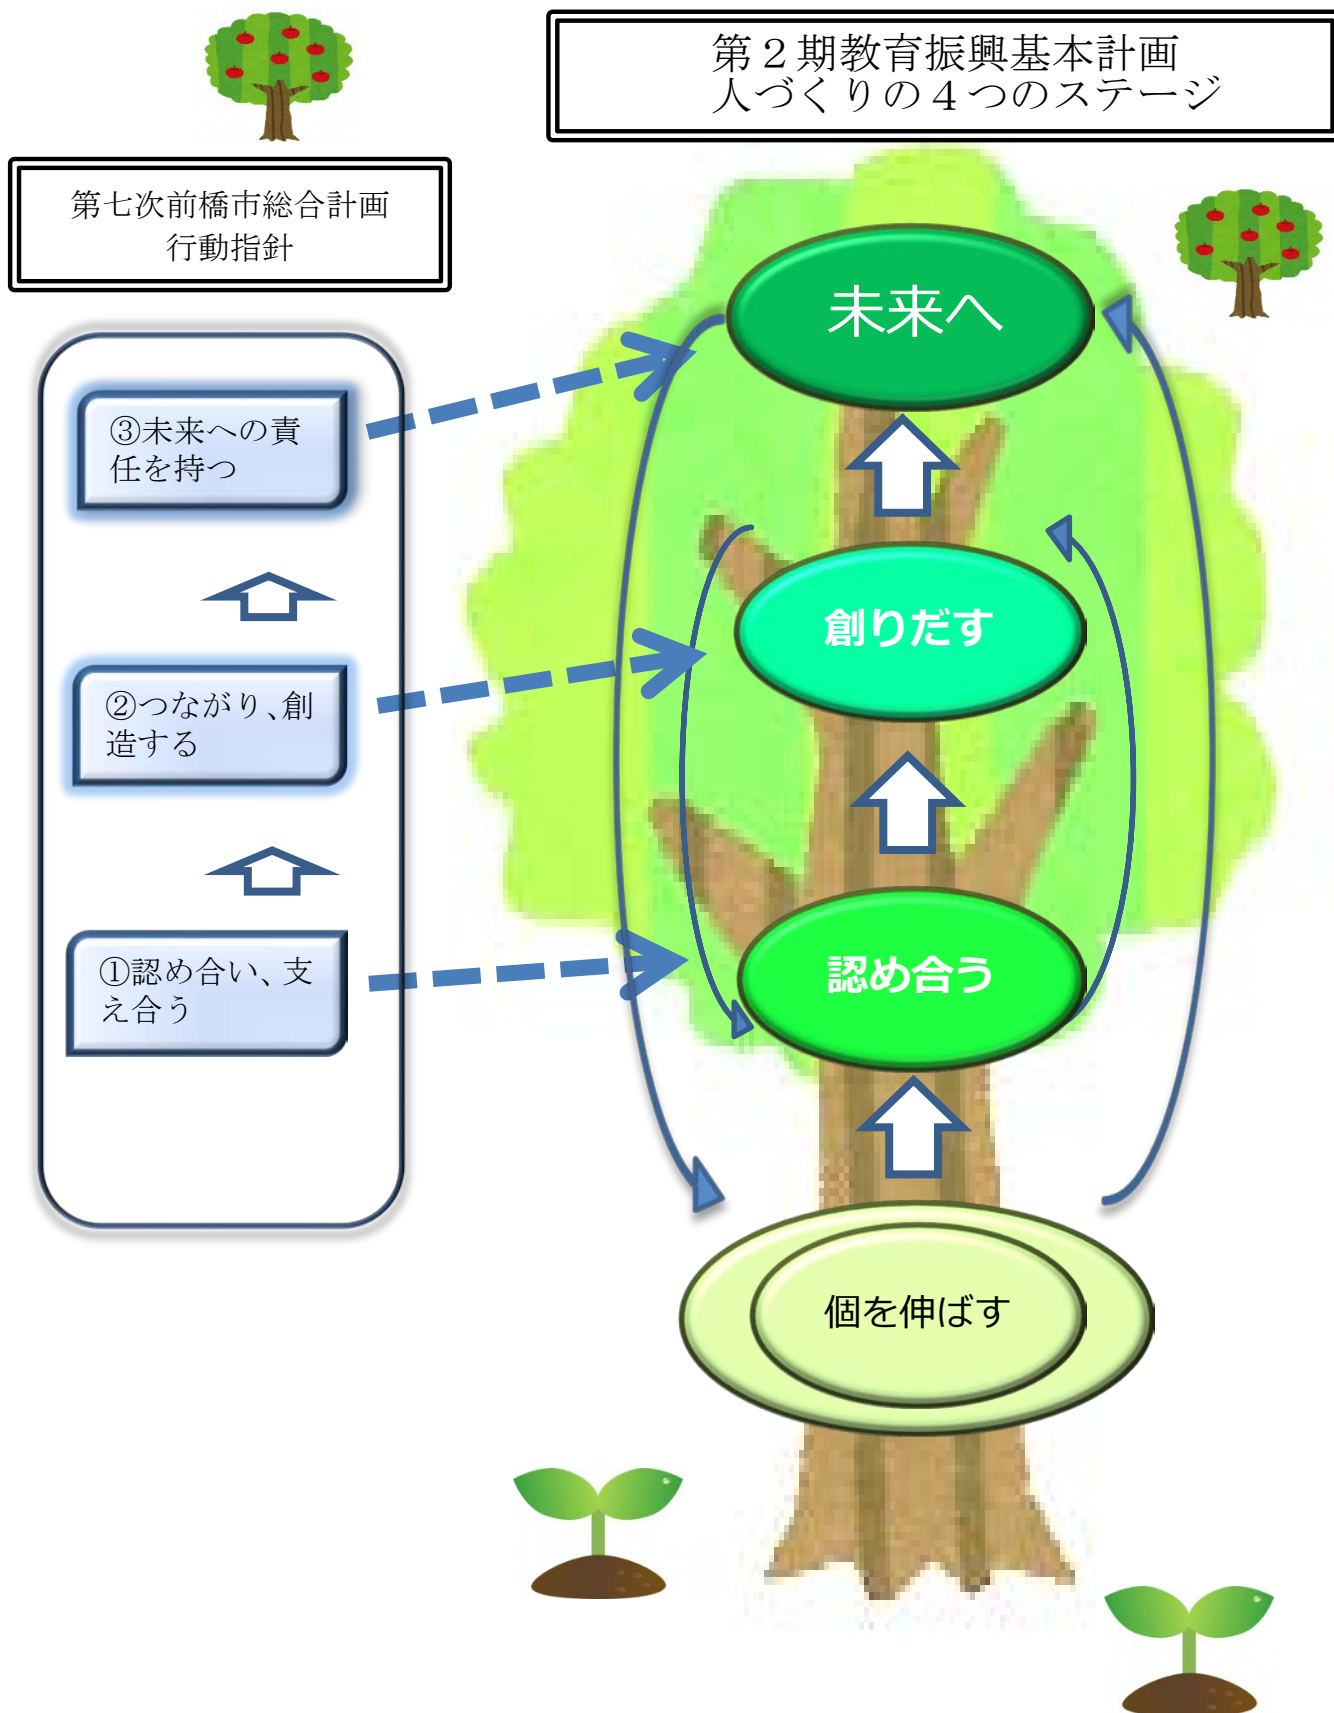 第２期教育振興基本計画
人づくりの４つのステージ
第七次前橋市総合計画
行動指針
③未来への責
任を持つ
②つながり、創
造する
①認め合い、支
え合う
未来へ
創りだす
認め合う
個を伸ばす